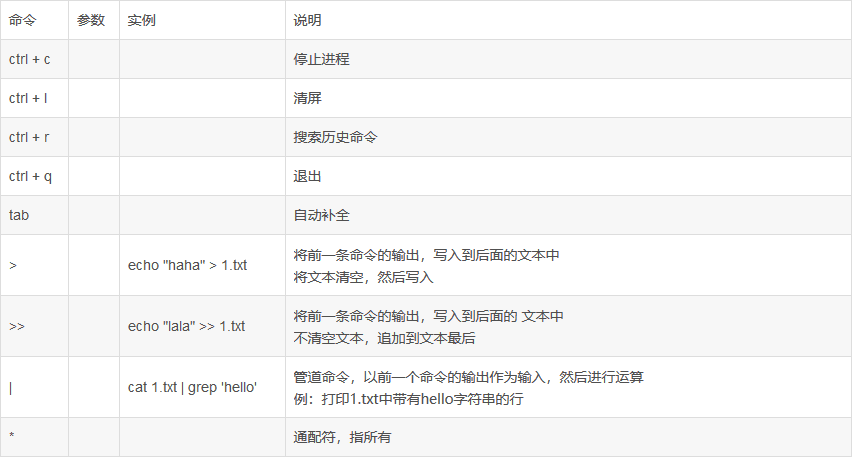 命令 参数 实例 说明
ctrl + c 停止进程
ctrl + l 清屏
ctrl + r 搜索历史命令
ctrl + q 退出
tab 自动补全
> echo "haha" > 1.txt 将前一条命令的输出，写入到后面的文本中
将文本清空，然后写入
>> echo "lala" >> 1.txt 将前一条命令的输出，写入到后面的 文本中
不清空文本，追加到文本最后
| cat 1.txt | grep 'hello' 管道命令，以前一个命令的输出作为输入，然后进行运算
例：打印1.txt中带有hello字符串的行
* 通配符，指所有